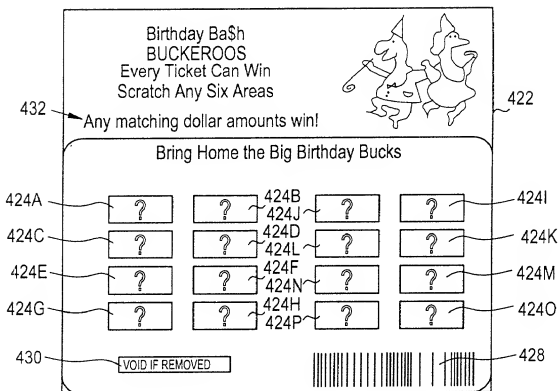 Birthday Ba$h
BUCKEROOS
Every Ticket Can Win
Scratch Any Six Areas
432
422
Any matching dollar amounts win!
Bring Home the Big Birthday Bucks
424A ? ? 424B 424J ? ? 424I
424C ? ? 424D 424L ? ? 424K
424E ? ? 424F 424N ? ? 424M
424G ? ? 424H 424P ? ? 424O
430 VOID IF REMOVED 428